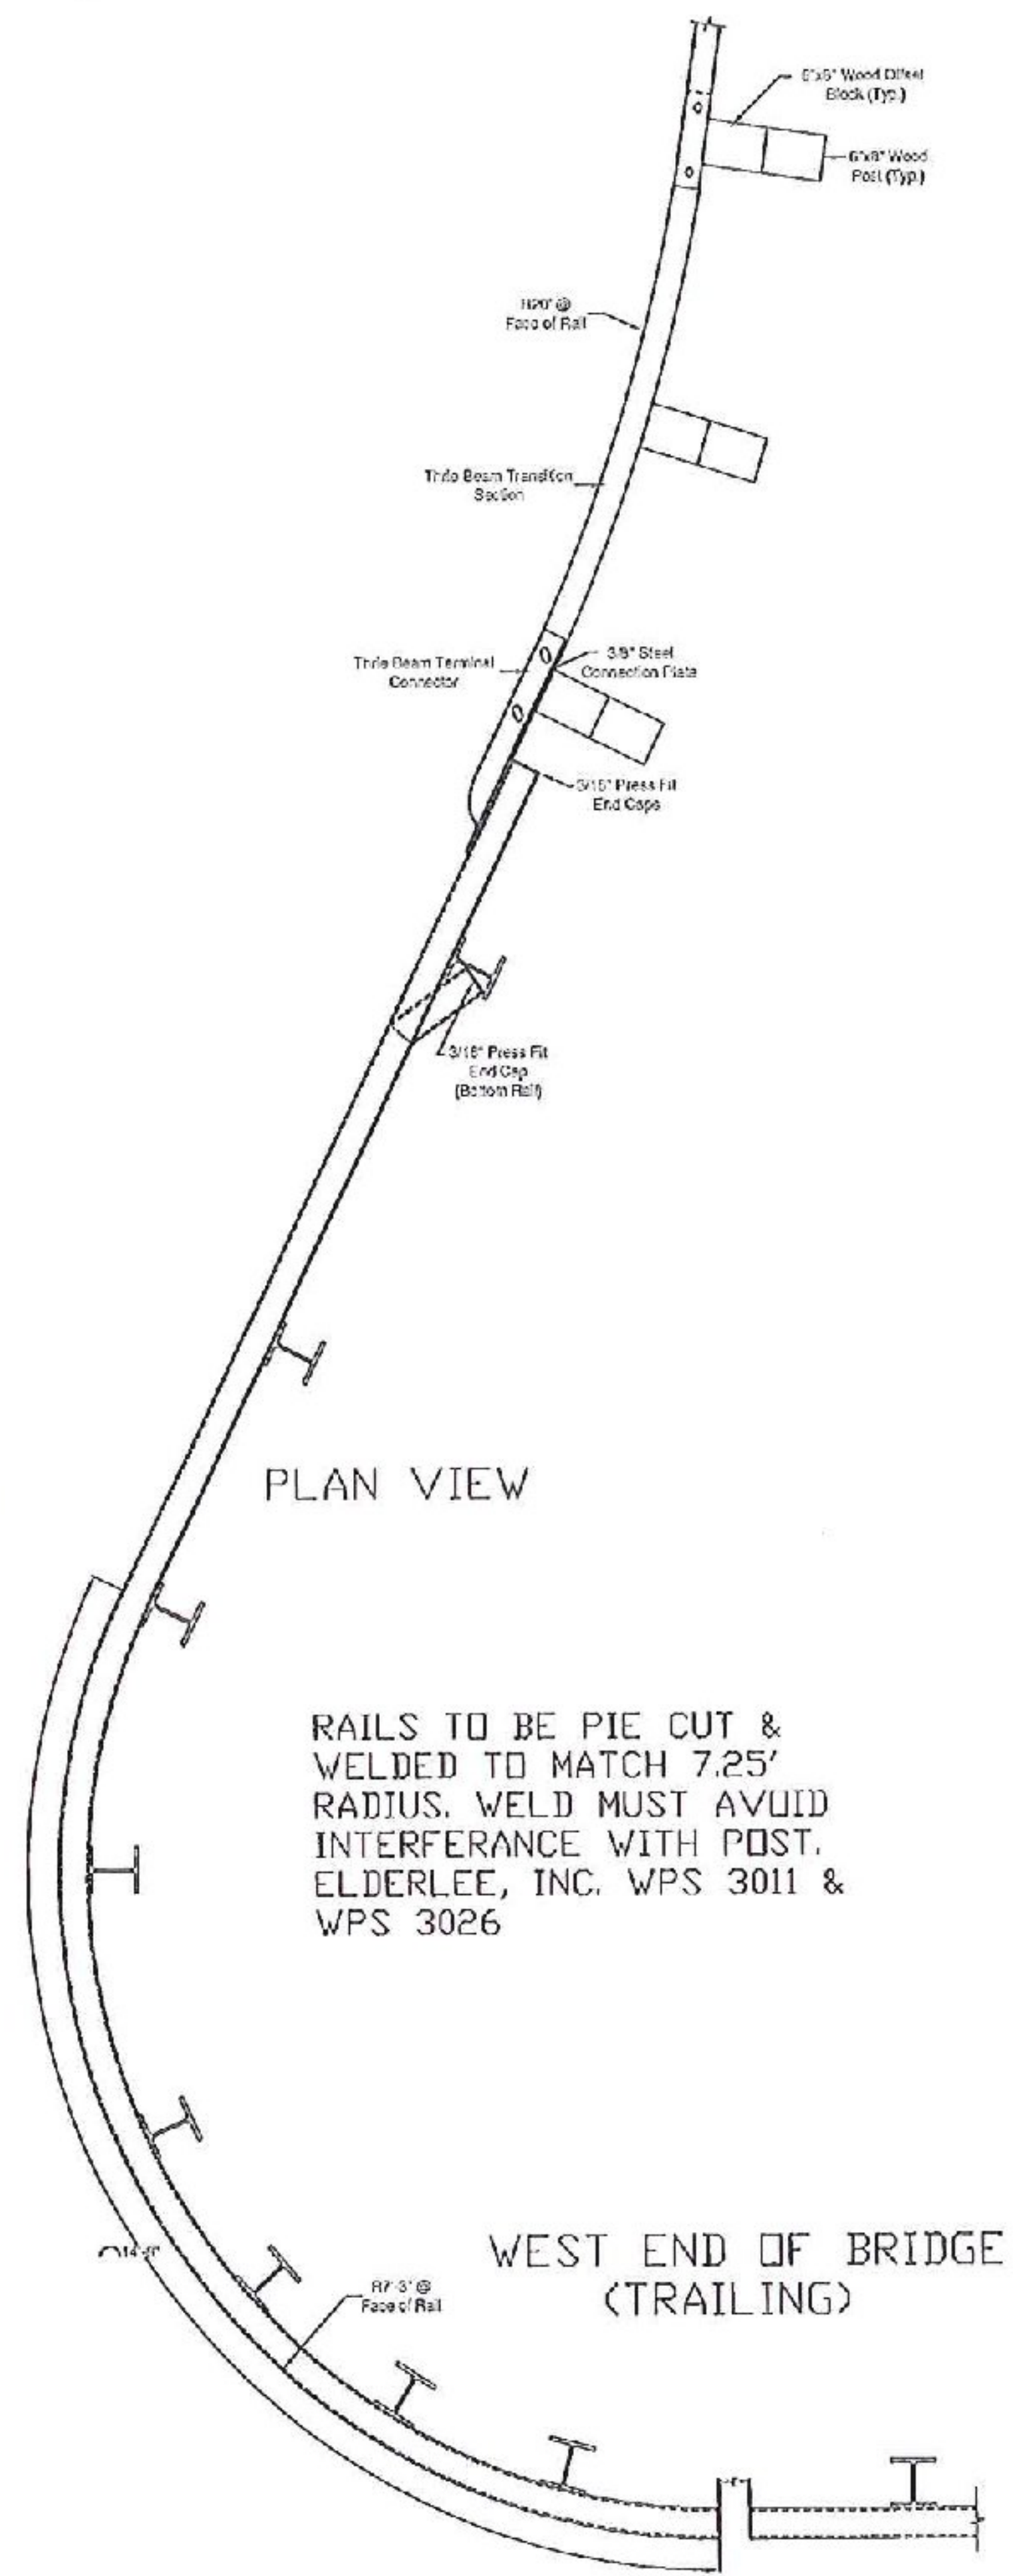 6"x8" Wood Offset
Block (Typ.)
6"x8" Wood
Post (Typ.)
@
Face of Rail
Thrie Beam Transition
Section
Thrie Beam Terminal
Connector
3/8" Steel
Connection Plate
3/16" Press Fit
End Caps
3/16" Press Fit
End Cap
(Bottom Rail)
PLAN VIEW
RAILS TO BE PIE CUT &
WELDED TO MATCH 7.25'
RADIUS. WELD MUST AVOID
INTERFERANCE WITH POST.
ELDERLEE, INC. WPS 3011 &
WPS 3026
WEST END OF BRIDGE
(TRAILING)
R7'-3" @
Face of Rail